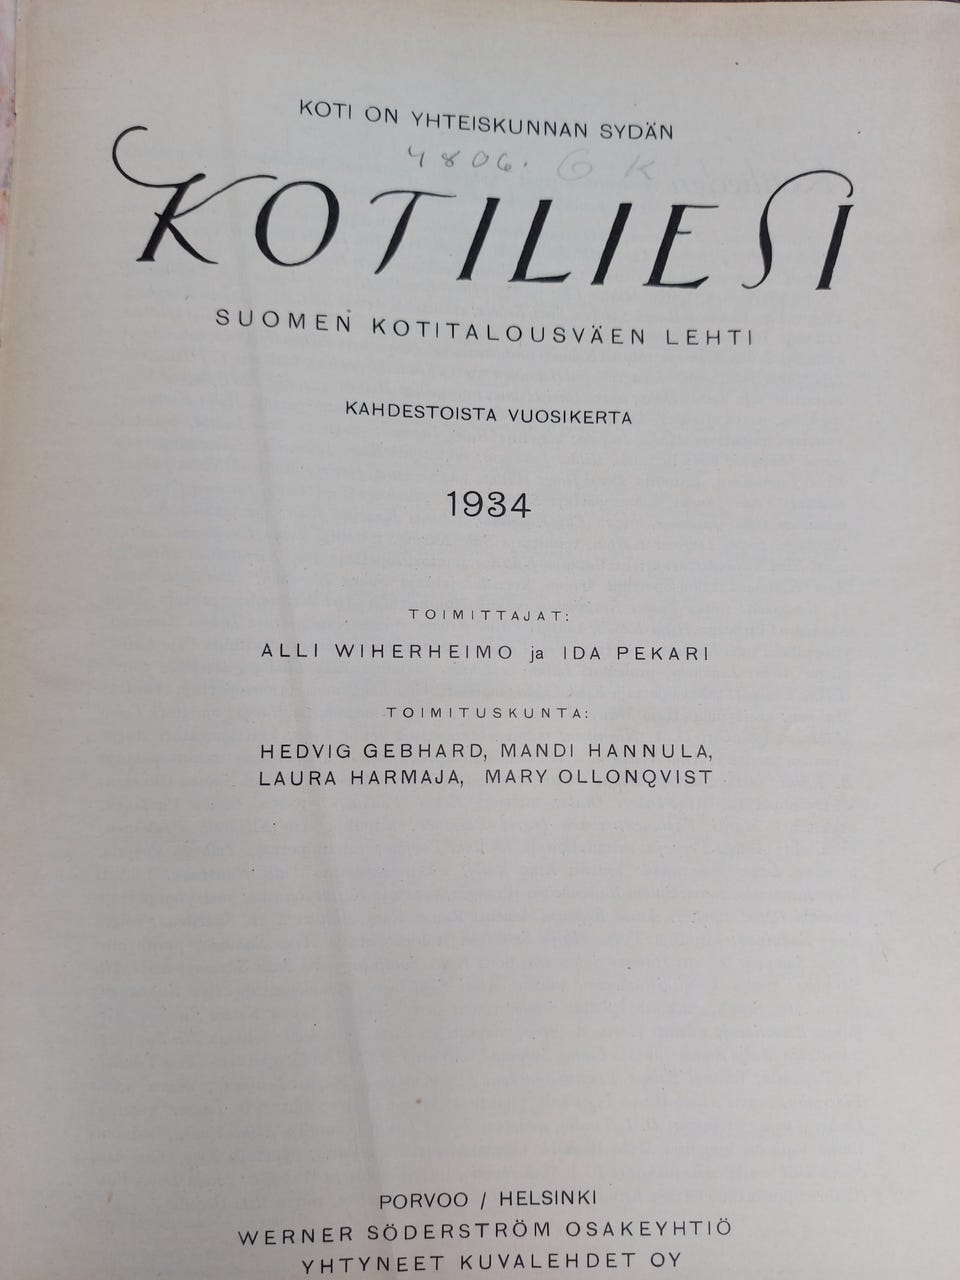 KOTI ON YHTEISKUNNAN SYDÄN
4806. G K
KOTILIESI
SUOMEN KOTITALOUSVÄEN LEHTI
KAHDESTOISTA VUOSIKERTA
1934
TOIMITTAJAT:
ALLI WIHERHEIMO ja IDA PEKARI
TOIMITUSKUNTA:
HEDVIG GEBHARD, MANDI HANNULA,
LAURA HARMAJA, MARY OLLONQVIST
PORVOO / HELSINKI
WERNER SÖDERSTRÖM OSAKEYHTIÖ
YHTYNEET KUVALEHDET OY